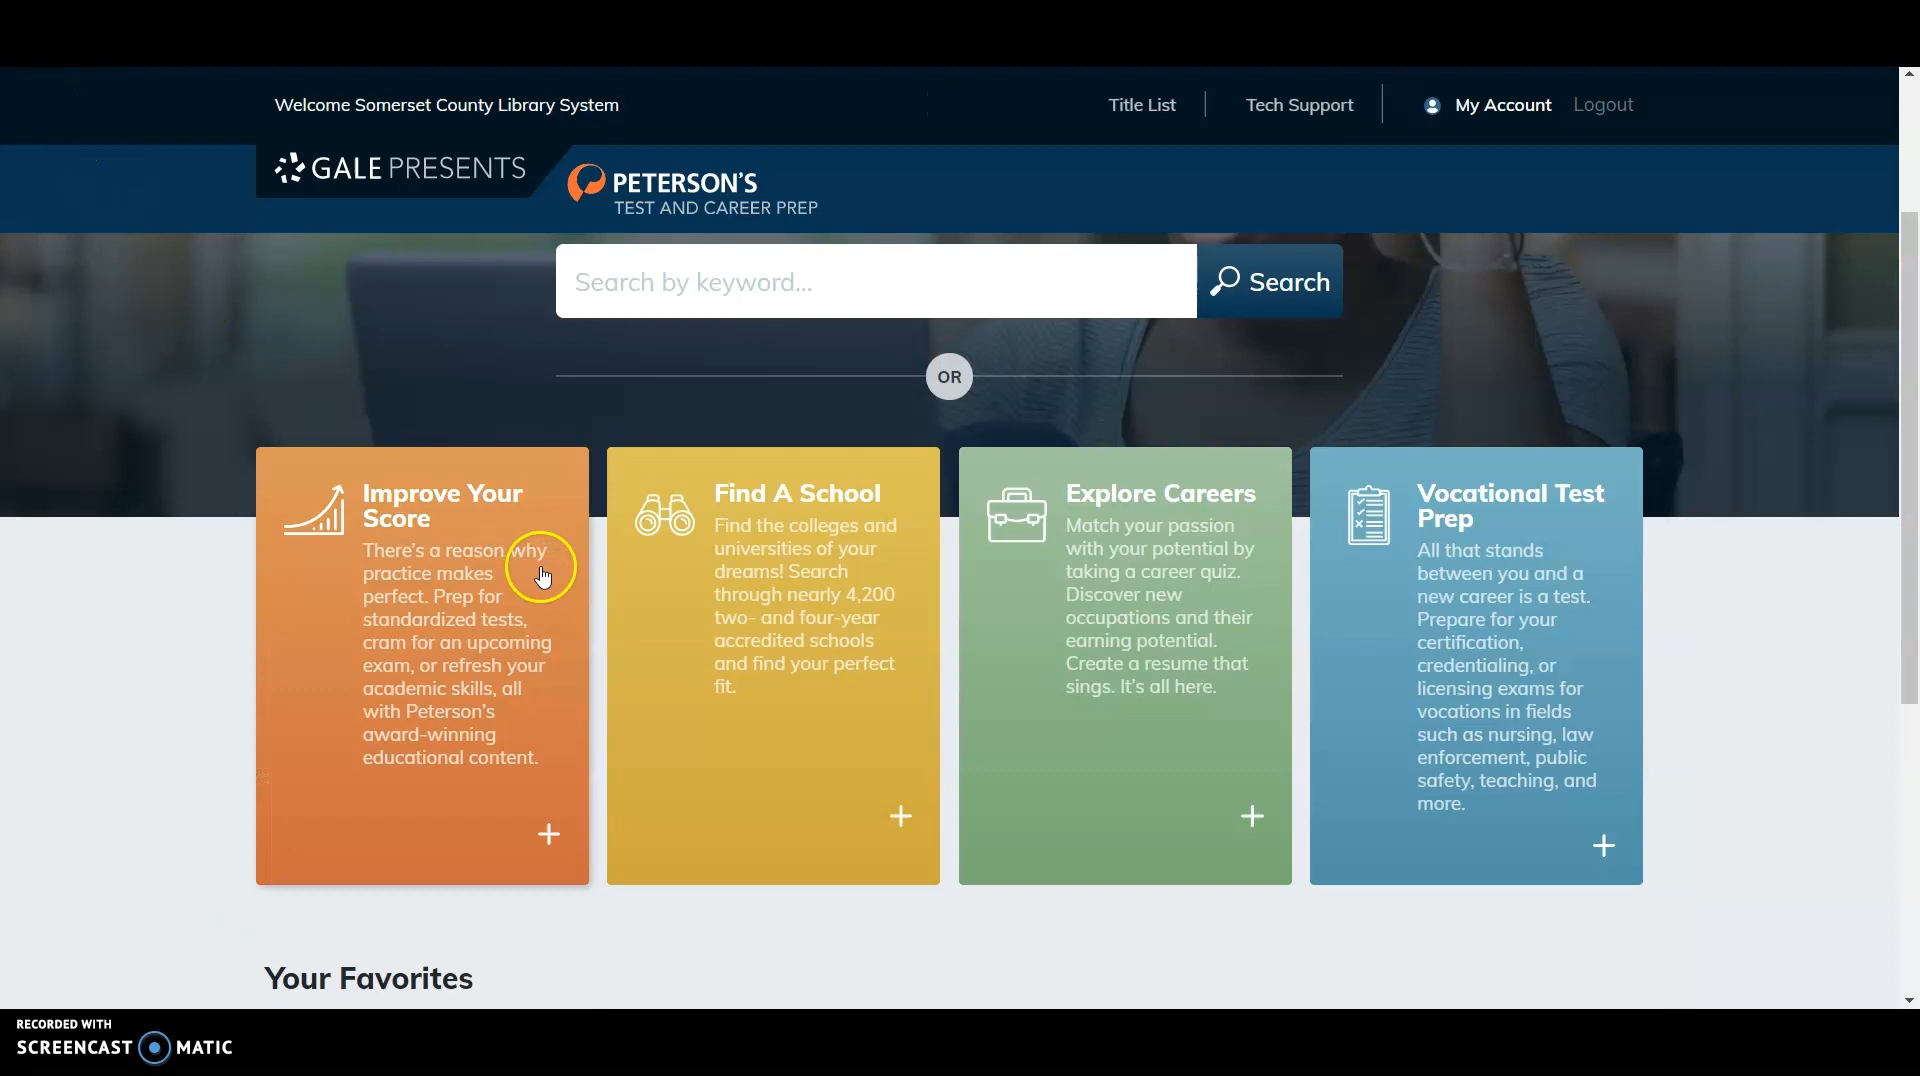 Welcome Somerset County Library System
Title List
Tech Support
My Account
Logout
GALE PRESENTS
PETERSON'S
TEST AND CAREER PREP
Search by keyword...
Search
OR
Improve Your
Score
There's a reason why
practice makes
perfect. Prep for
standardized tests,
cram for an upcoming
exam, or refresh your
academic skills, all
with Peterson's
award-winning
educational content.
+
Find A School
Find the colleges and
universities of your
dreams! Search
through nearly 4,200
two- and four-year
accredited schools
and find your perfect
fit.
+
Explore Careers
Match your passion
with your potential by
taking a career quiz.
Discover new
occupations and their
earning potential.
Create a resume that
sings. It's all here.
+
Vocational Test
Prep
All that stands
between you and a
new career is a test.
Prepare for your
certification,
credentialing, or
licensing exams for
vocations in fields
such as nursing, law
enforcement, public
safety, teaching, and
more.
+
Your Favorites
RECORDED WITH
SCREENCAST MATIC